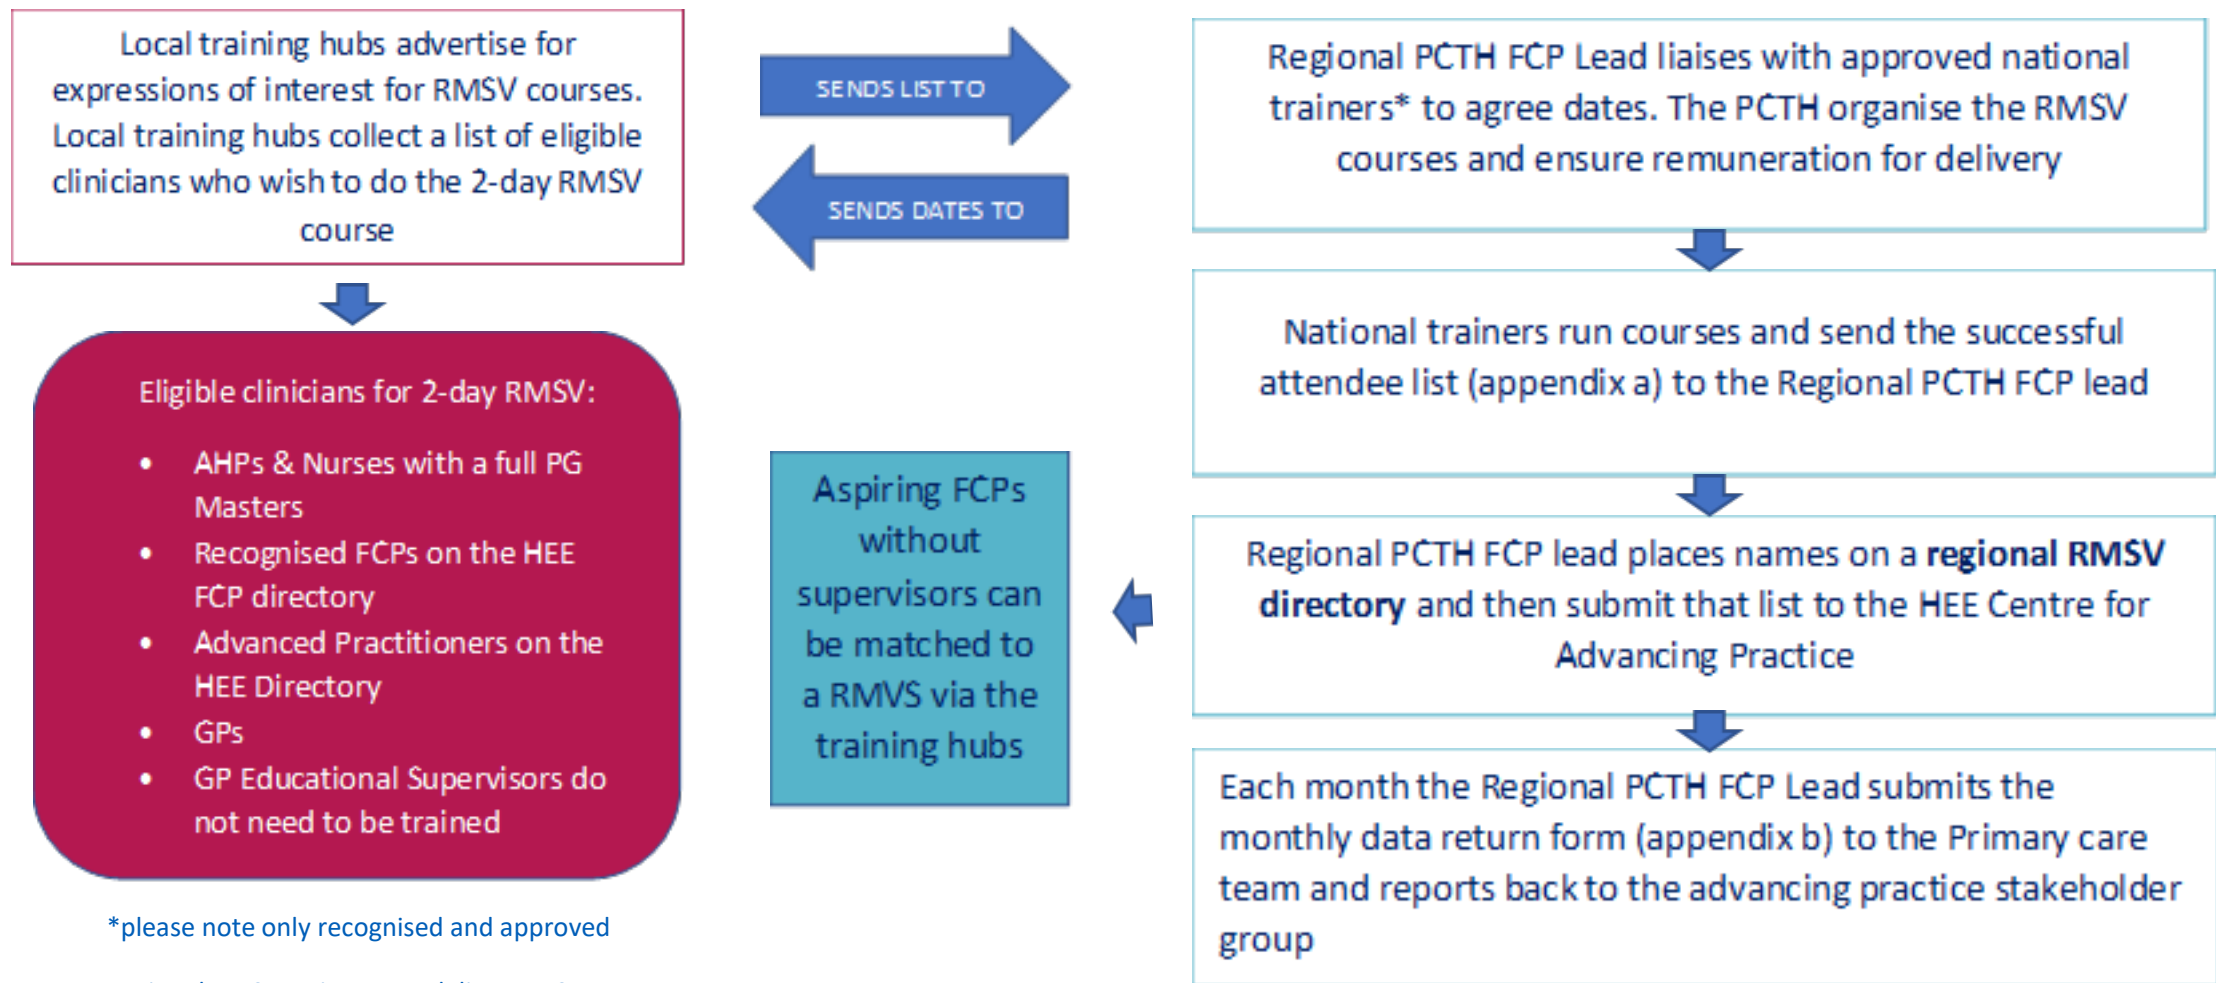 Local training hubs advertise for
expressions of interest for RMSV courses.
Local training hubs collect a list of eligible
clinicians who wish to do the 2-day RMSV
course
SENDS LIST TO
SENDS DATES TO
Regional PCTH FCP Lead liaises with approved national
trainers* to agree dates. The PCTH organise the RMSV
courses and ensure remuneration for delivery
National trainers run courses and send the successful
attendee list (appendix a) to the Regional PCTH FCP lead
Regional PCTH FCP lead places names on a regional RMSV
directory and then submit that list to the HEE Centre for
Advancing Practice
Each month the Regional PCTH FCP Lead submits the
monthly data return form (appendix b) to the Primary care
team and reports back to the advancing practice stakeholder
group
Aspiring FCPs
without
supervisors can
be matched to
a RMVS via the
training hubs
Eligible clinicians for 2-day RMSV:
• AHPs & Nurses with a full PG
Masters
• Recognised FCPs on the HEE
FCP directory
• Advanced Practitioners on the
HEE Directory
• GPs
• GP Educational Supervisors do
not need to be trained
*please note only recognised and approved